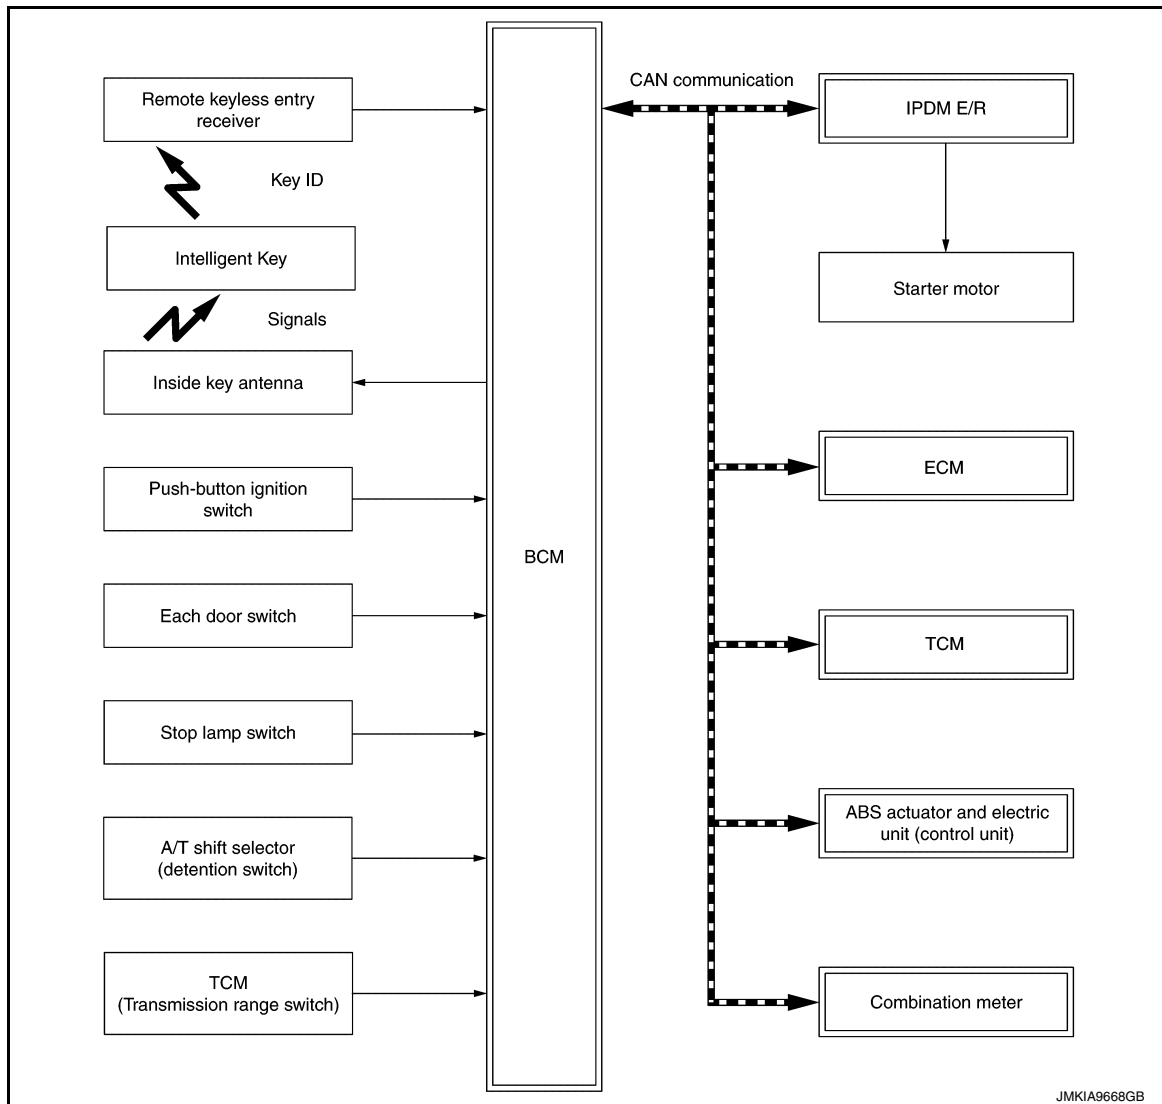 CAN communication
Remote keyless entry
receiver
Key ID
Intelligent Key
Signals
Inside key antenna
Push-button ignition
switch
Each door switch
Stop lamp switch
A/T shift selector
(detention switch)
TCM
(Transmission range switch)
BCM
IPDM E/R
Starter motor
ECM
TCM
ABS actuator and electric
unit (control unit)
Combination meter
JMKIA9668GB